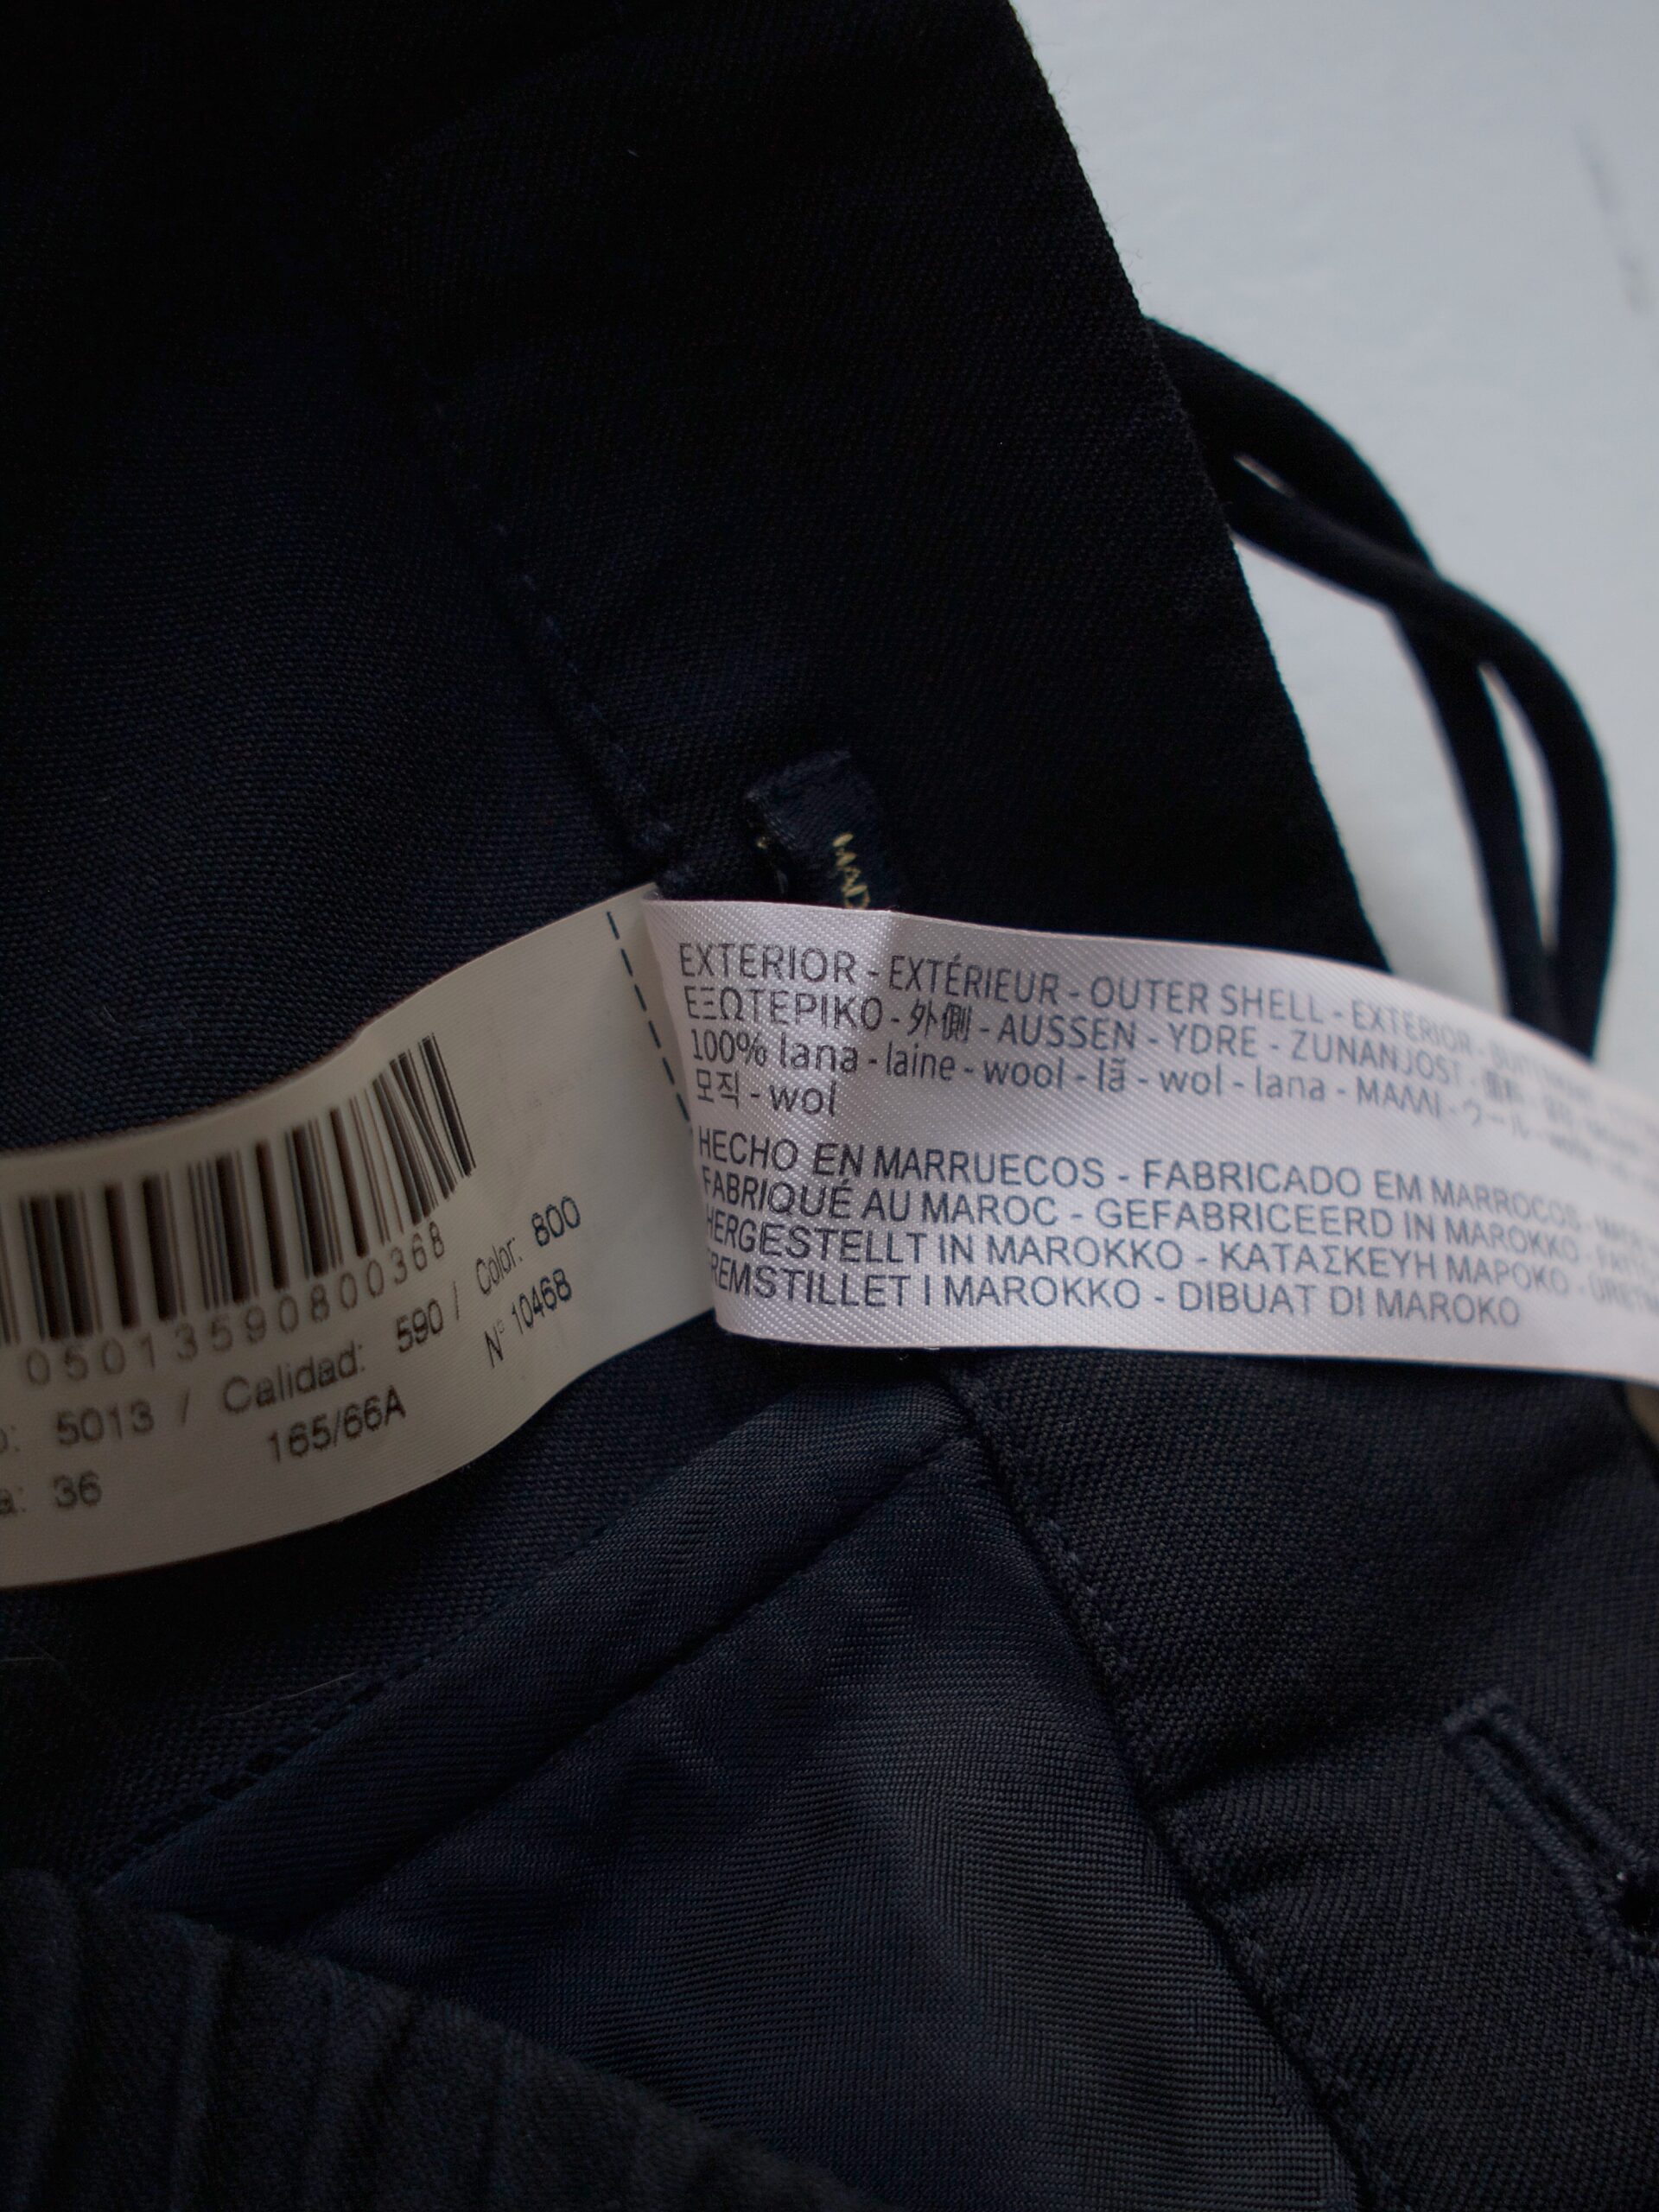 MAD
EXTERIOR - EXTÉRIEUR - OUTER SHELL - EXTERIOR -
ΕΞΩΤΕΡΙΚΟ - 外側 - AUSSEN - YDRE - ZUNANJOST -
100% lana - laine - wool - lã - wol - lana - ΜΑΛΛΙ - ウール -
모직 - wol
HECHO EN MARRUECOS - FABRICADO EM MARROCOS -
FABRIQUÉ AU MAROC - GEFABRICEERD IN MAROKKO -
HERGESTELLT IN MAROKKO - ΚΑΤΑΣΚΕΥΗ ΜΑΡΟΚΟ -
FREMSTILLET I MAROKKO - DIBUAT DI MAROKO
05013590800368
5013 / Calidad: 590 / Color: 800
165/66A N° 10468
36